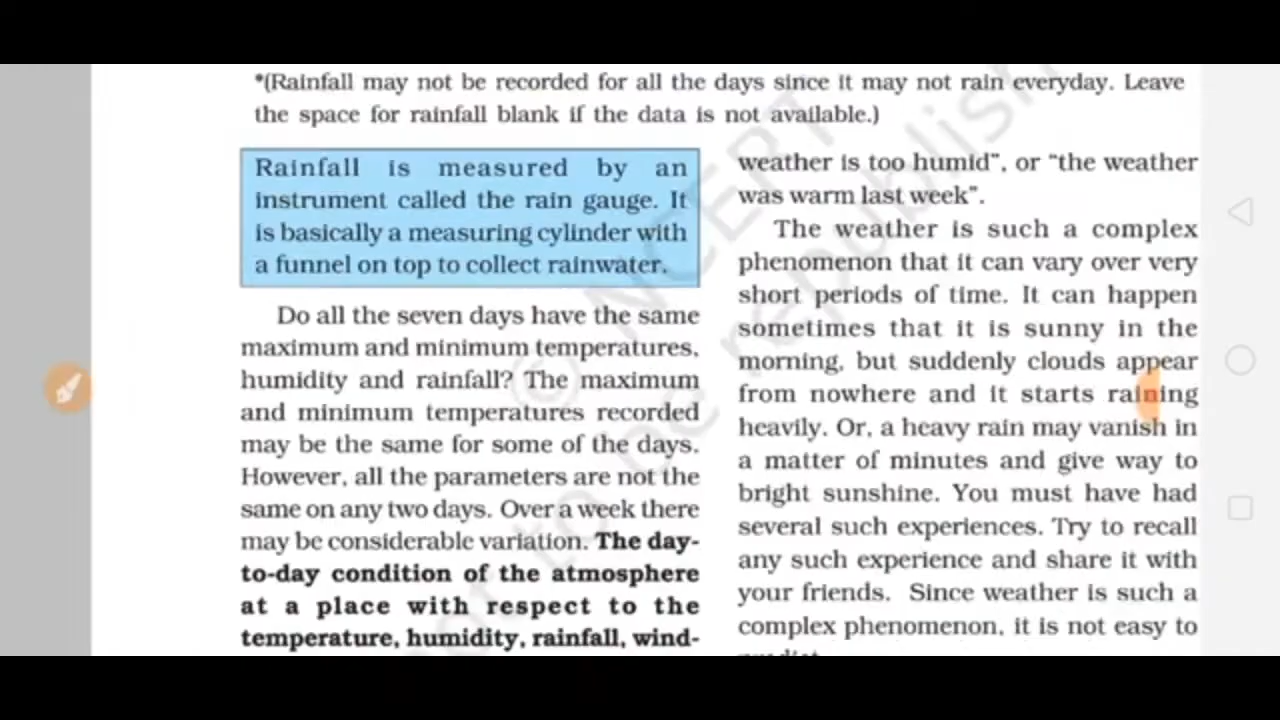 *(Rainfall may not be recorded for all the days since it may not rain everyday. Leave
the space for rainfall blank if the data is not available.)
Rainfall is measured by an
instrument called the rain gauge. It
is basically a measuring cylinder with
a funnel on top to collect rainwater.
Do all the seven days have the same
maximum and minimum temperatures,
humidity and rainfall? The maximum
and minimum temperatures recorded
may be the same for some of the days.
However, all the parameters are not the
same on any two days. Over a week there
may be considerable variation. The day-
to-day condition of the atmosphere
at a place with respect to the
temperature, humidity, rainfall, wind-
weather is too humid", or "the weather
was warm last week".
The weather is such a complex
phenomenon that it can vary over very
short periods of time. It can happen
sometimes that it is sunny in the
morning, but suddenly clouds appear
from nowhere and it starts raining
heavily. Or, a heavy rain may vanish in
a matter of minutes and give way to
bright sunshine. You must have had
several such experiences. Try to recall
any such experience and share it with
your friends. Since weather is such a
complex phenomenon, it is not easy to
© NCERT
be republish